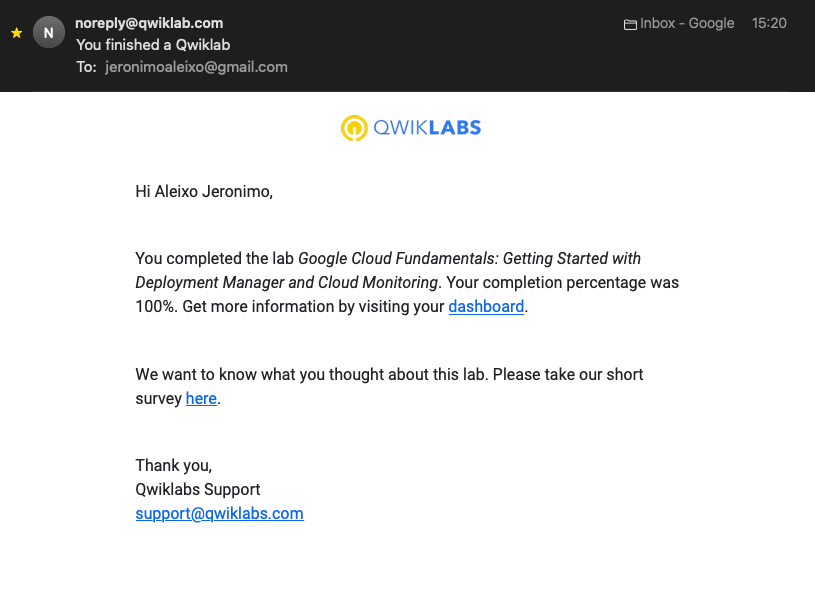 noreply@qwiklab.com
Inbox - Google 15:20
N
You finished a Qwiklab
To: jeronimoaleixo@gmail.com
QWIKLABS
Hi Aleixo Jeronimo,
You completed the lab Google Cloud Fundamentals: Getting Started with
Deployment Manager and Cloud Monitoring. Your completion percentage was
100%. Get more information by visiting your dashboard.
We want to know what you thought about this lab. Please take our short
survey here.
Thank you,
Qwiklabs Support
support@qwiklabs.com